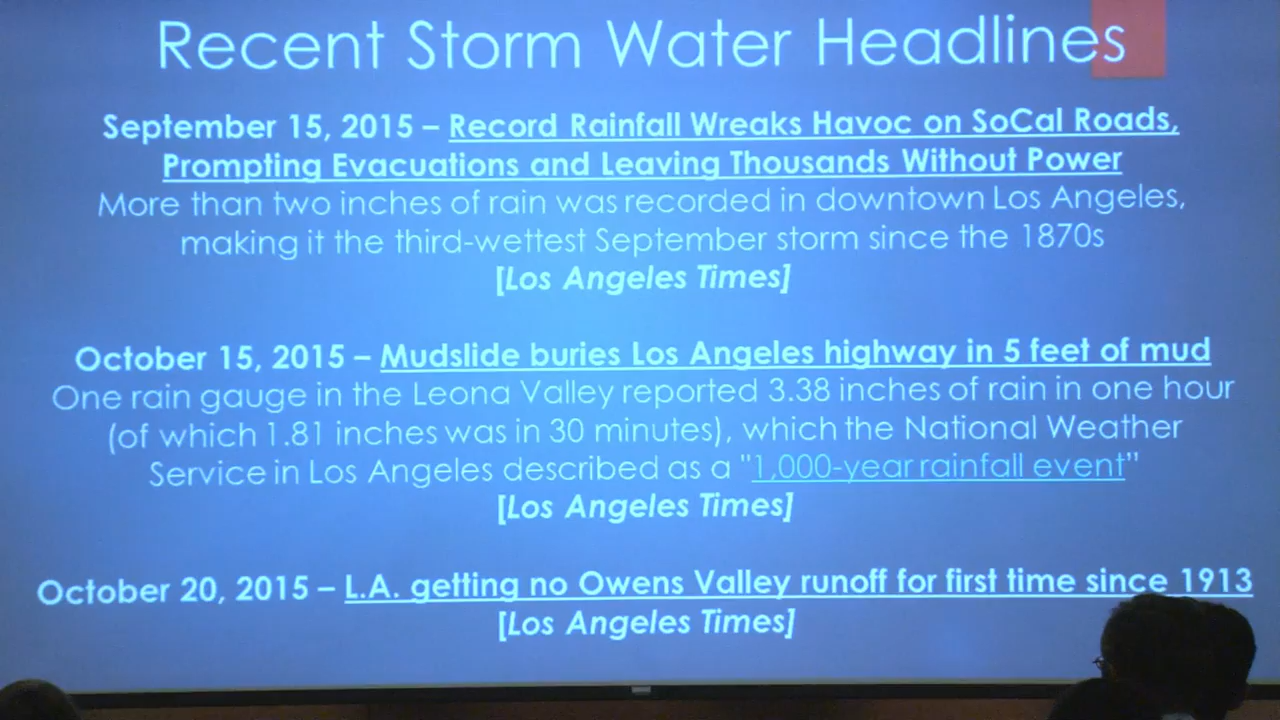 Recent Storm Water Headlines
September 15, 2015 – Record Rainfall Wreaks Havoc on SoCal Roads,
Prompting Evacuations and Leaving Thousands Without Power
More than two inches of rain was recorded in downtown Los Angeles,
making it the third-wettest September storm since the 1870s
[Los Angeles Times]
October 15, 2015 – Mudslide buries Los Angeles highway in 5 feet of mud
One rain gauge in the Leona Valley reported 3.38 inches of rain in one hour
(of which 1.81 inches was in 30 minutes), which the National Weather
Service in Los Angeles described as a "1,000-year rainfall event”
[Los Angeles Times]
October 20, 2015 – L.A. getting no Owens Valley runoff for first time since 1913
[Los Angeles Times]